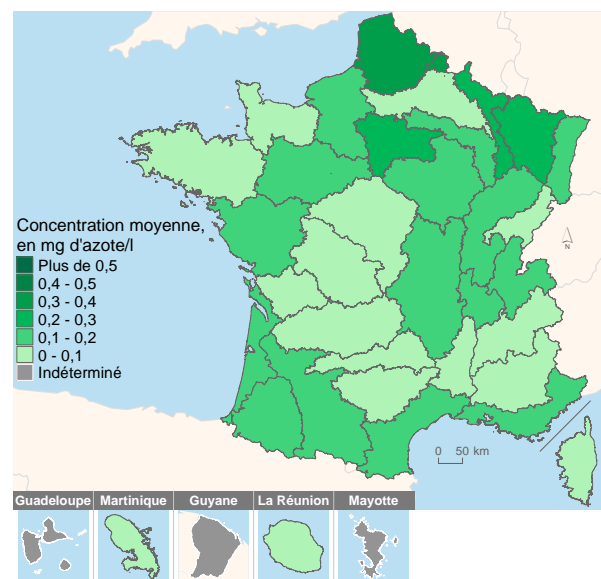 Concentration moyenne,
en mg d'azote/l
Plus de 0,5
0,4 - 0,5
0,3 - 0,4
0,2 - 0,3
0,1 - 0,2
0 - 0,1
Indéterminé
N
0 50 km
Guadeloupe Martinique Guyane La Réunion Mayotte